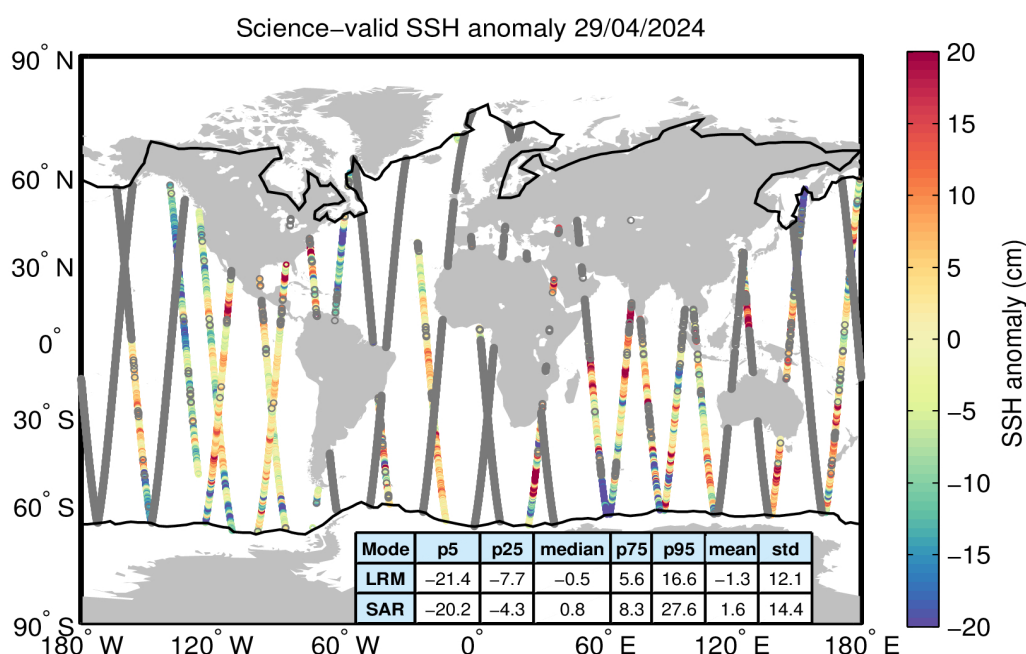 Science−valid SSH anomaly 29/04/2024
90° N
60° N
30° N
0°
30° S
60° S
90° S
180° W
120° W
60° W
0°
60° E
120° E
180° E
Mode p5 p25 median p75 p95 mean std
LRM −21.4 −7.7 −0.5 5.6 16.6 −1.3 12.1
SAR −20.2 −4.3 0.8 8.3 27.6 1.6 14.4
20
15
10
5
0
−5
−10
−15
−20
SSH anomaly (cm)